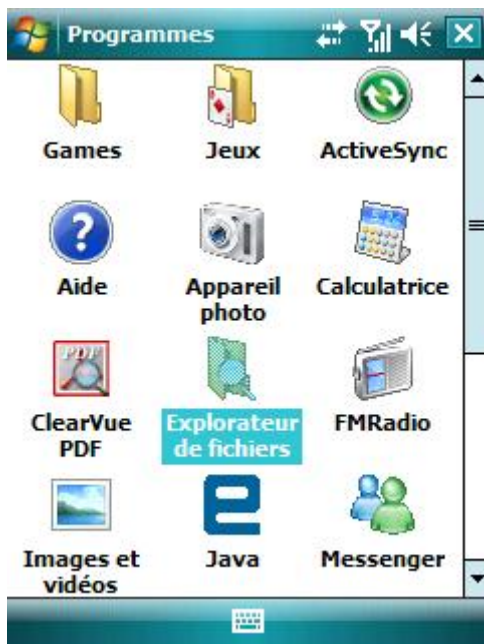 Programmes
Games Jeux ActiveSync
Aide Appareil photo Calculatrice
PDF
ClearVue PDF Explorateur de fichiers FMRadio
Images et vidéos Java Messenger